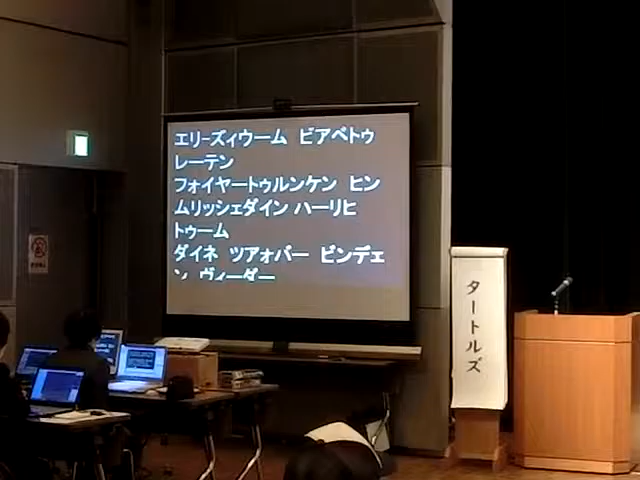 エリーズィウーム ビアベトゥ
レーテン
フォイヤートゥルンケン ヒン
ムリッシェダイン ハーリヒ
トゥーム
ダイネ ツアォバー ビンデェ
ン ヴィーダー
タートルズ